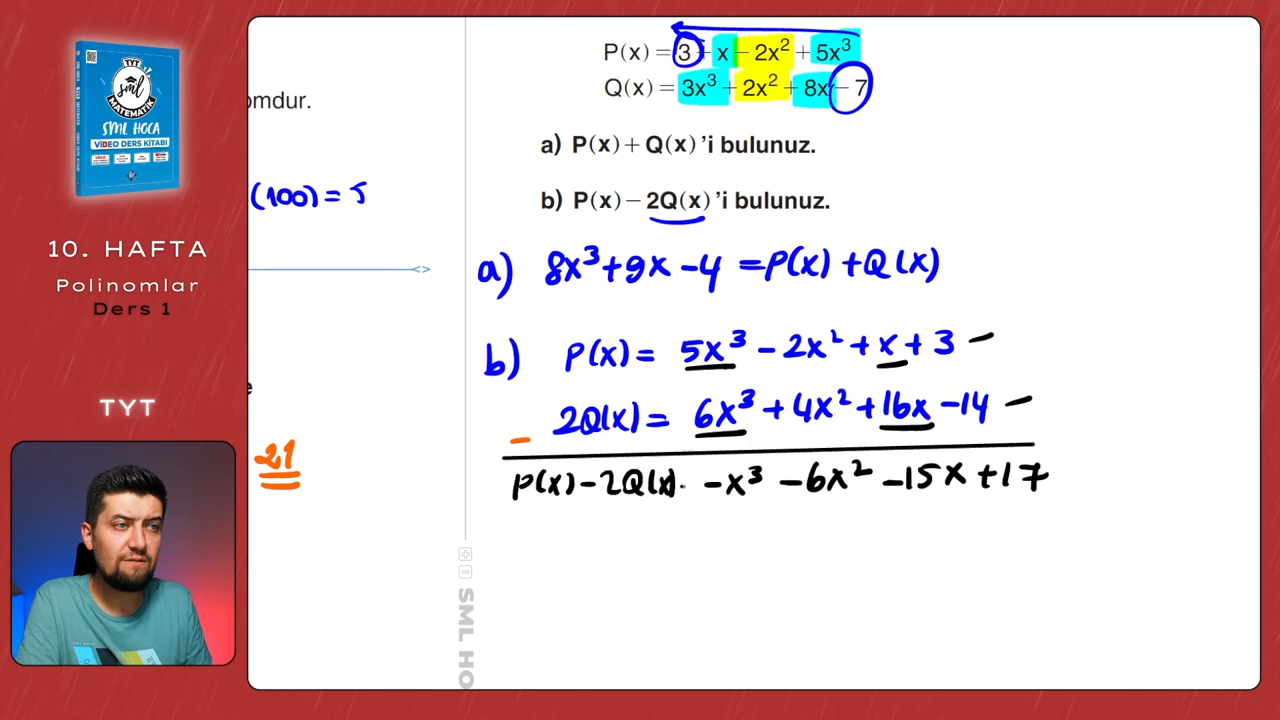 TYT
sml
MATEMATİK
SML HOCA
VİDEO DERS KİTABI
10. HAFTA
Polinomlar
Ders 1
TYT
omdur.
(100) = 5
e
21
P(x) = 3 + x − 2x² + 5x³
Q(x) = 3x³ + 2x² + 8x − 7
a) P(x) + Q(x) 'i bulunuz.
b) P(x) − 2Q(x) 'i bulunuz.
a) 8x³ + 9x − 4 = P(x) + Q(x)
b) P(x) = 5x³ − 2x² + x + 3 −
2Q(x) = 6x³ + 4x² + 16x − 14 −
−
P(x) − 2Q(x) − x³ − 6x² − 15x + 17
SML HO